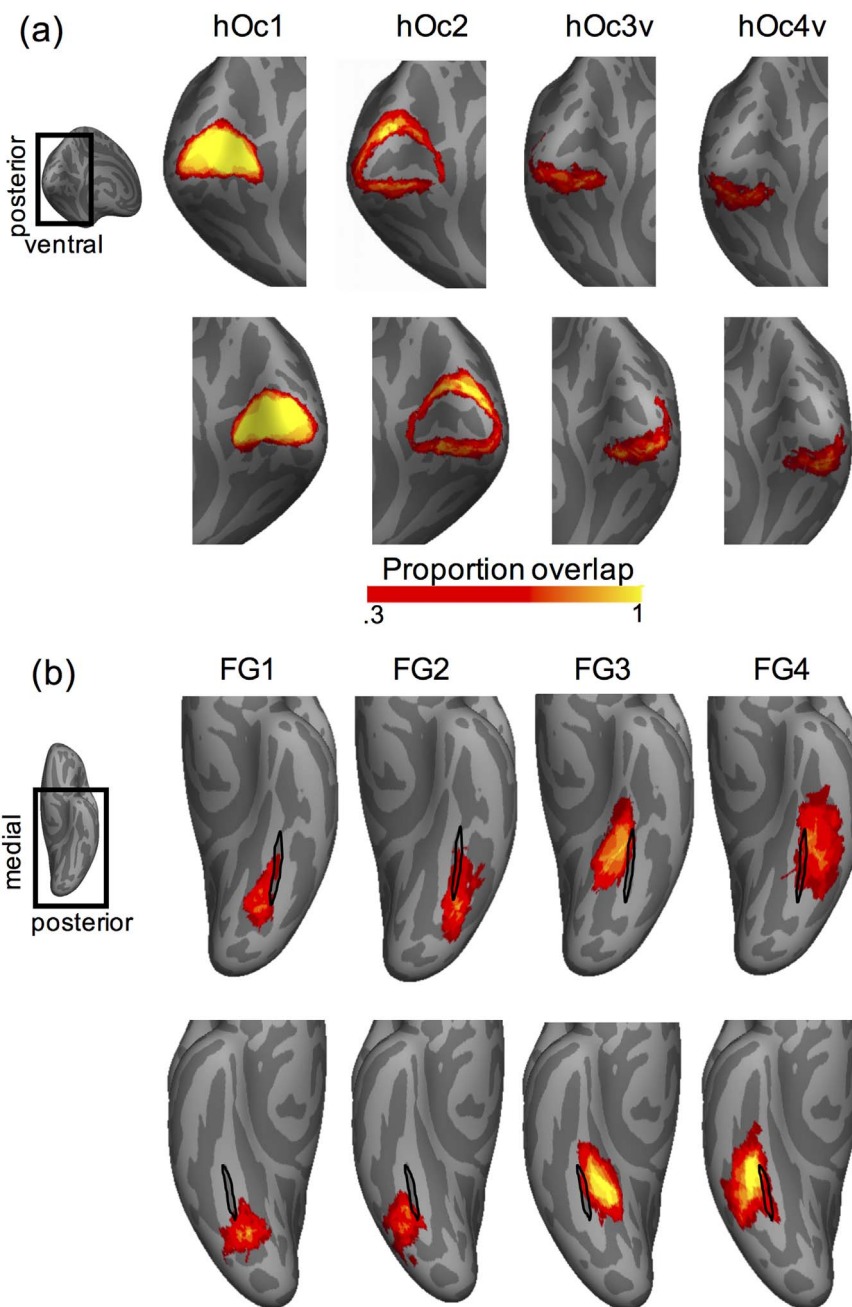 (a)
hOc1 hOc2 hOc3v hOc4v
posterior
ventral
Proportion overlap
.3 1
(b)
FG1 FG2 FG3 FG4
medial
posterior